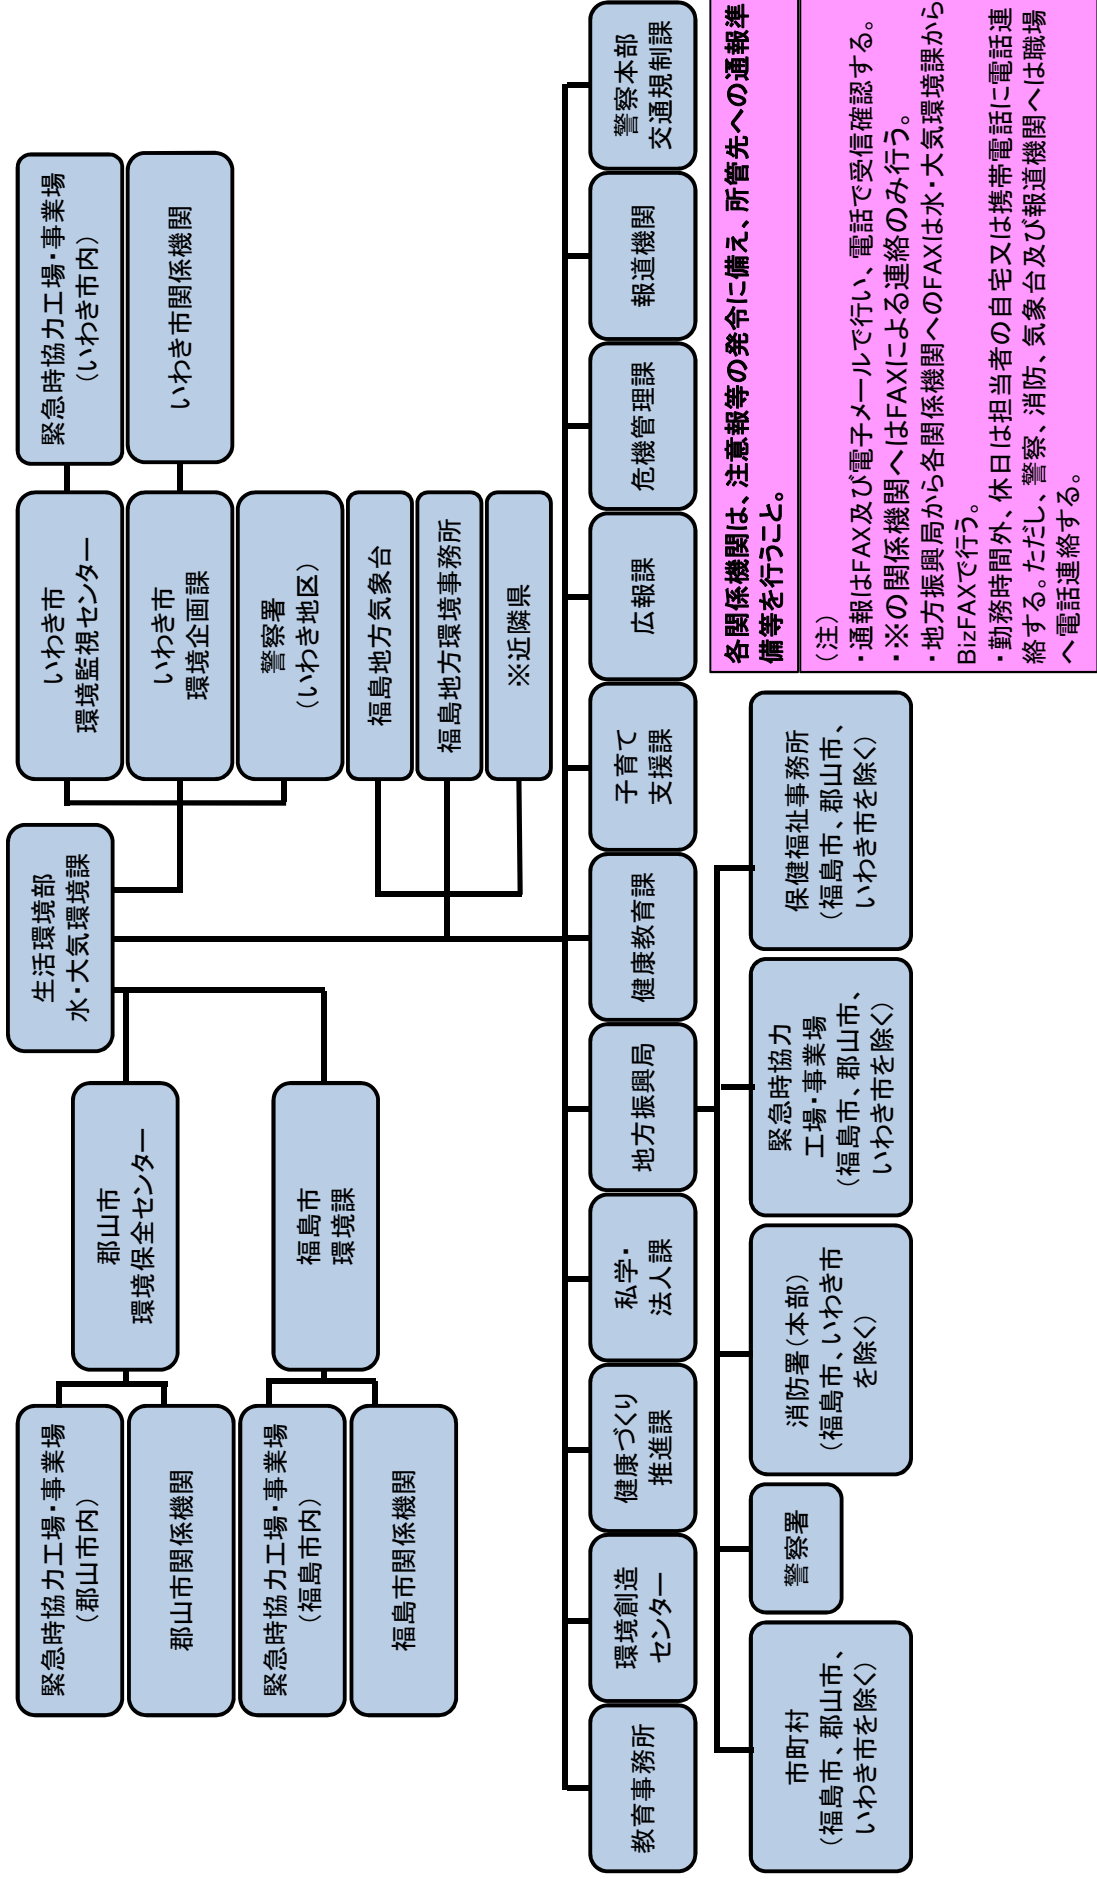 生活環境部
水・大気環境課
緊急時協力工場・事業場
（郡山市内）
郡山市関係機関
緊急時協力工場・事業場
（福島市内）
福島市関係機関
郡山市
環境保全センター
福島市
環境課
いわき市
環境監視センター
いわき市
環境企画課
警察署
（いわき地区）
福島地方気象台
福島地方環境事務所
※近隣県
緊急時協力工場・事業場
（いわき市内）
いわき市関係機関
教育事務所
環境創造
センター
健康づくり
推進課
私学・
法人課
地方振興局
健康教育課
子育て
支援課
広報課
危機管理課
報道機関
警察本部
交通規制課
市町村
（福島市、郡山市、
いわき市を除く）
警察署
消防署（本部）
（福島市、いわき市
を除く）
緊急時協力
工場・事業場
（福島市、郡山市、
いわき市を除く）
保健福祉事務所
（福島市、郡山市、
いわき市を除く）
各関係機関は、注意報等の発令に備え、所管先への通報準
備等を行うこと。
（注）
・通報はFAX及び電子メールで行い、電話で受信確認する。
・※の関係機関へはFAXによる連絡のみ行う。
・地方振興局から各関係機関へのFAXは水・大気環境課から
BizFAXで行う。
・勤務時間外、休日は担当者の自宅又は携帯電話に電話連
絡する。ただし、警察、消防、気象台及び報道機関へは職場
へ電話連絡する。